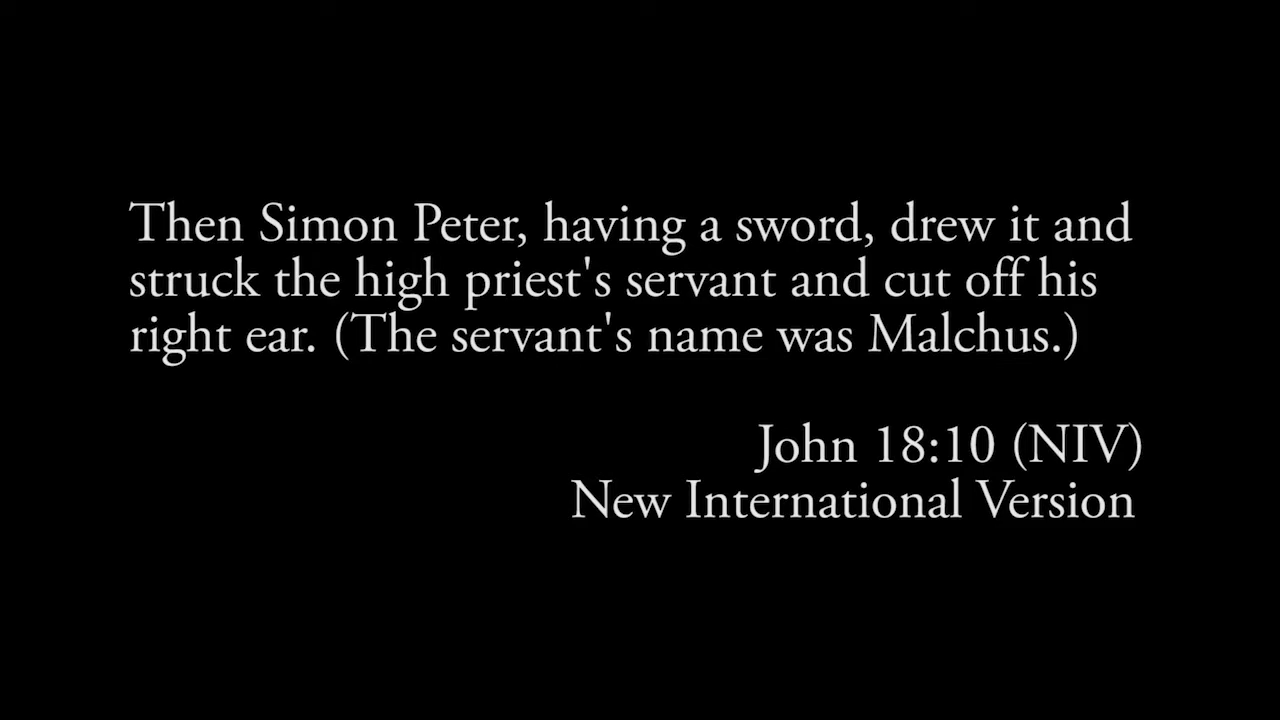 Then Simon Peter, having a sword, drew it and
struck the high priest's servant and cut off his
right ear. (The servant's name was Malchus.)
John 18:10 (NIV)
New International Version